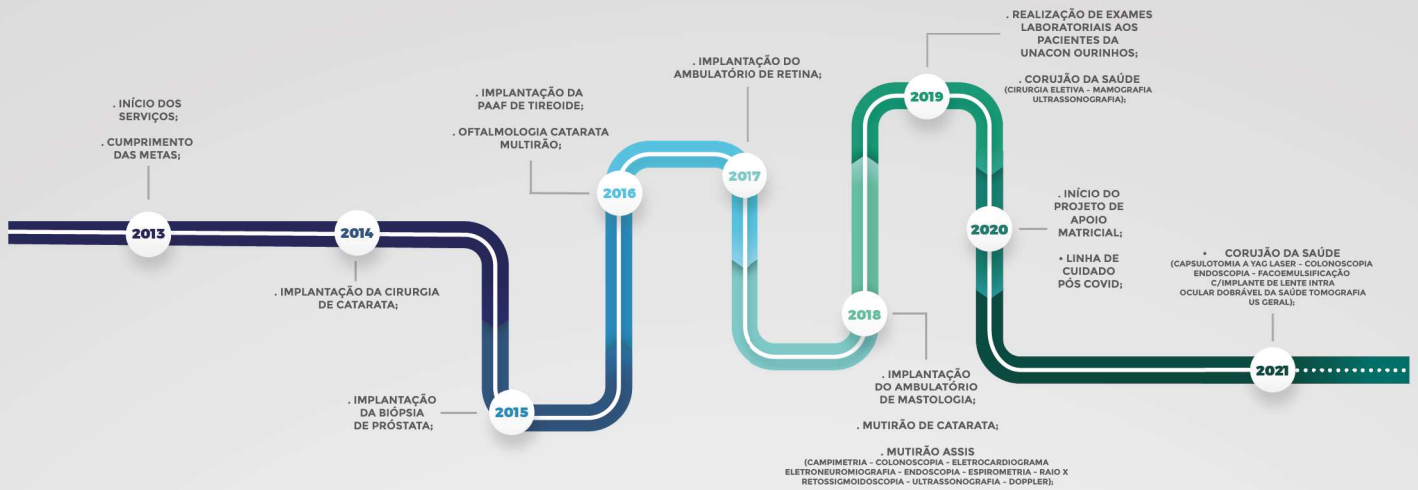 2013
. INÍCIO DOS
SERVIÇOS;
. CUMPRIMENTO
DAS METAS;
2014
. IMPLANTAÇÃO DA CIRURGIA
DE CATARATA;
2015
. IMPLANTAÇÃO
DA BIÓPSIA
DE PRÓSTATA;
2016
. IMPLANTAÇÃO DA
PAAF DE TIREOIDE;
. OFTALMOLOGIA CATARATA
MULTIRÃO;
2017
. IMPLANTAÇÃO DO
AMBULATÓRIO DE RETINA;
2018
. IMPLANTAÇÃO
DO AMBULATÓRIO
DE MASTOLOGIA;
. MUTIRÃO DE CATARATA;
. MUTIRÃO ASSIS
(CAMPIMETRIA - COLONOSCOPIA - ELETROCARDIOGRAMA
ELETRONEUROMIOGRAFIA - ENDOSCOPIA - ESPIROMETRIA - RAIO X
RETOSSIGMOIDOSCOPIA - ULTRASSONOGRAFIA - DOPPLER);
2019
. REALIZAÇÃO DE EXAMES
LABORATORIAIS AOS
PACIENTES DA
UNACON OURINHOS;
. CORUJÃO DA SAÚDE
(CIRURGIA ELETIVA - MAMOGRAFIA
ULTRASSONOGRAFIA);
2020
. INÍCIO DO
PROJETO DE
APOIO
MATRICIAL;
• LINHA DE
CUIDADO
PÓS COVID;
2021
• CORUJÃO DA SAÚDE
(CAPSULOTOMIA A YAG LASER - COLONOSCOPIA
ENDOSCOPIA - FACOEMULSIFICAÇÃO
C/IMPLANTE DE LENTE INTRA
OCULAR DOBRÁVEL DA SAÚDE TOMOGRAFIA
US GERAL);